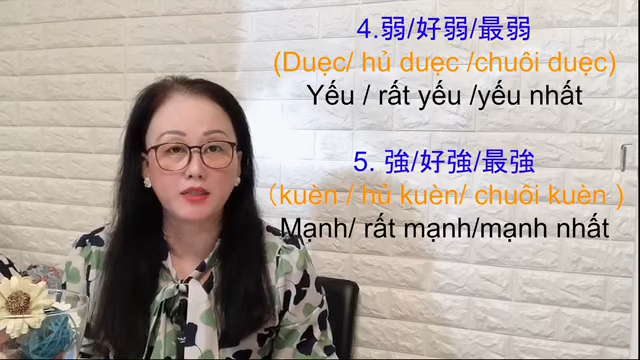 4.弱/好弱/最弱
(Duẹc/ hủ duẹc /chuôi duẹc)
Yếu / rất yếu /yếu nhất
5. 強/好強/最強
(kuèn / hủ kuèn/ chuôi kuèn )
Mạnh/ rất mạnh/mạnh nhất